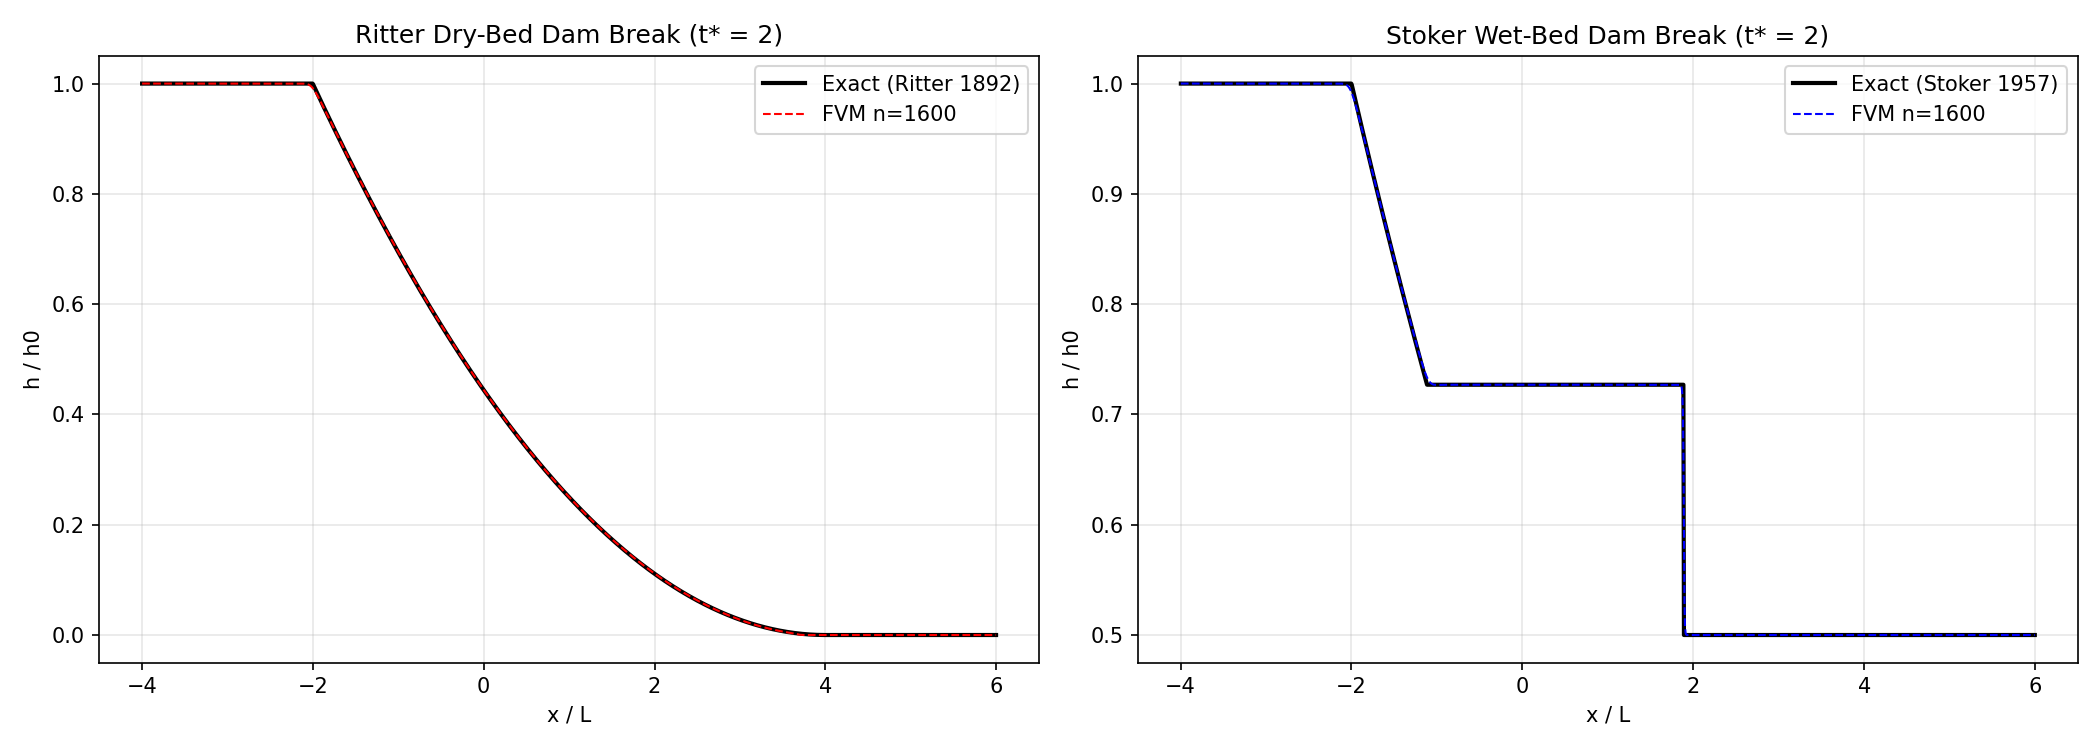 Ritter Dry-Bed Dam Break (t* = 2)
Exact (Ritter 1892)
FVM n=1600
h / h0
1.0
0.8
0.6
0.4
0.2
0.0
−4 −2 0 2 4 6
x / L
Stoker Wet-Bed Dam Break (t* = 2)
Exact (Stoker 1957)
FVM n=1600
h / h0
1.0
0.9
0.8
0.7
0.6
0.5
−4 −2 0 2 4 6
x / L